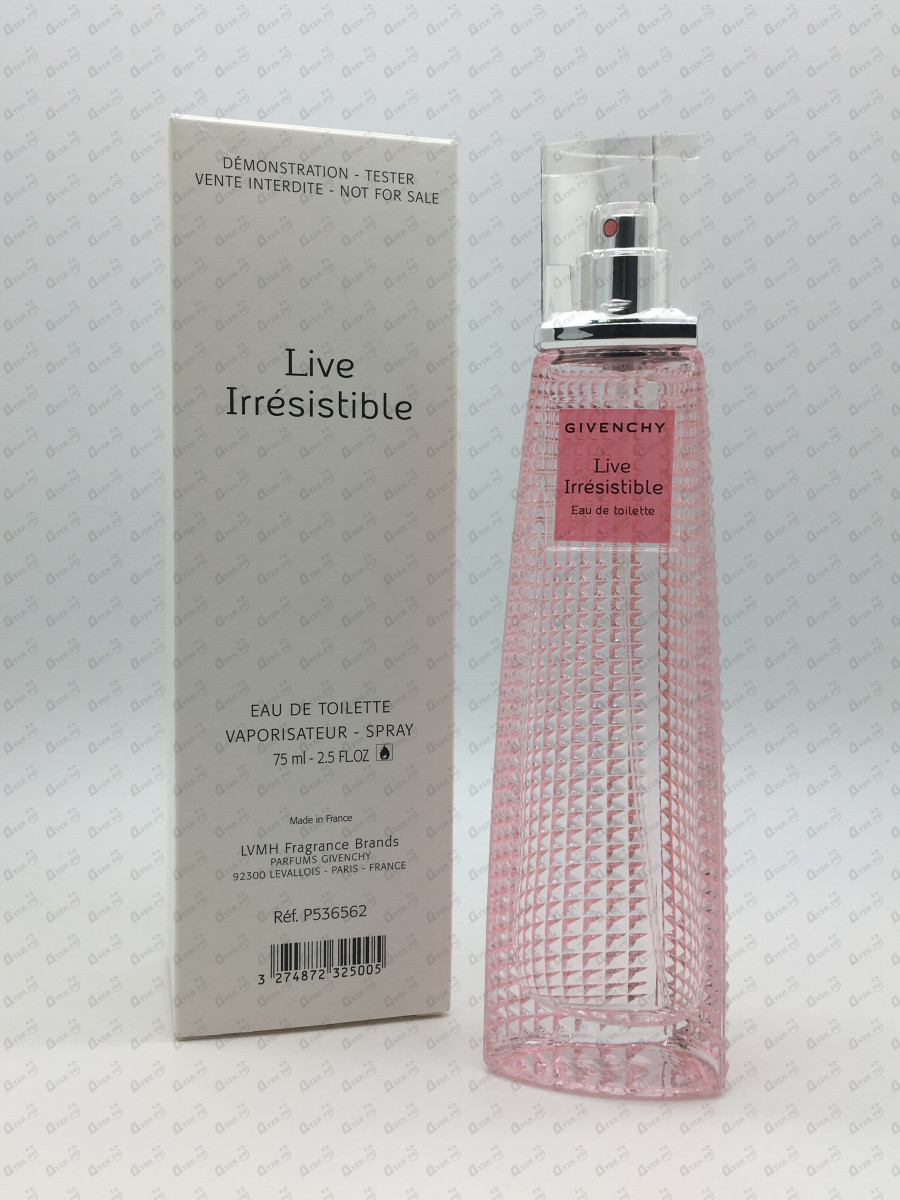 DÉMONSTRATION - TESTER
VENTE INTERDITE - NOT FOR SALE
Live
Irrésistible
EAU DE TOILETTE
VAPORISATEUR - SPRAY
75 ml - 2.5 FL.OZ
Made in France
LVMH Fragrance Brands
PARFUMS GIVENCHY
92300 LEVALLOIS - PARIS - FRANCE
Réf. P536562
3 274872 325005
GIVENCHY
Live
Irrésistible
Eau de toilette